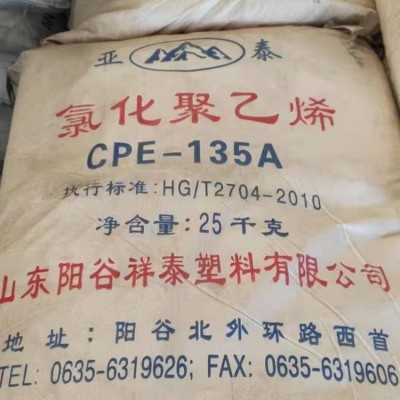 亚 泰
氯化聚乙烯
CPE-135A
执行标准:HG/T2704-2010
净含量:25千克
山东阳谷祥泰塑料有限公司
地址:阳谷北外环路西首
TEL: 0635-6319626; FAX: 0635-6319606